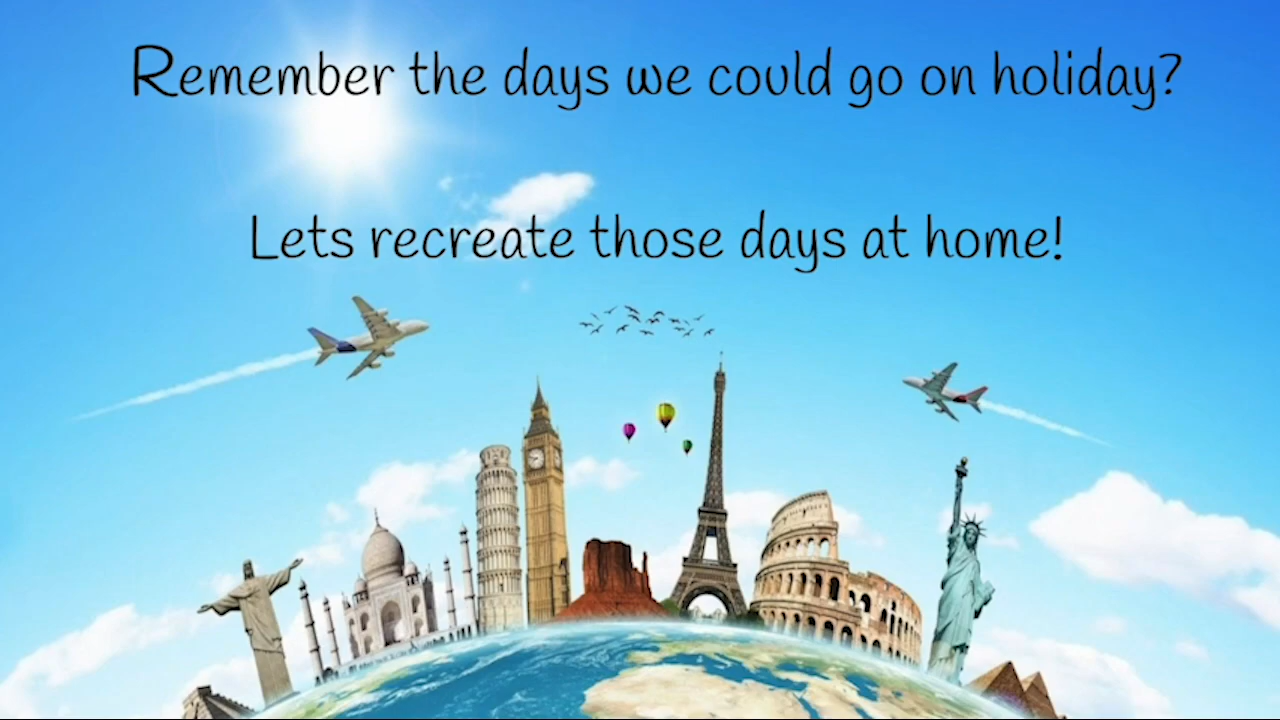 Remember the days we could go on holiday?
Lets recreate those days at home!